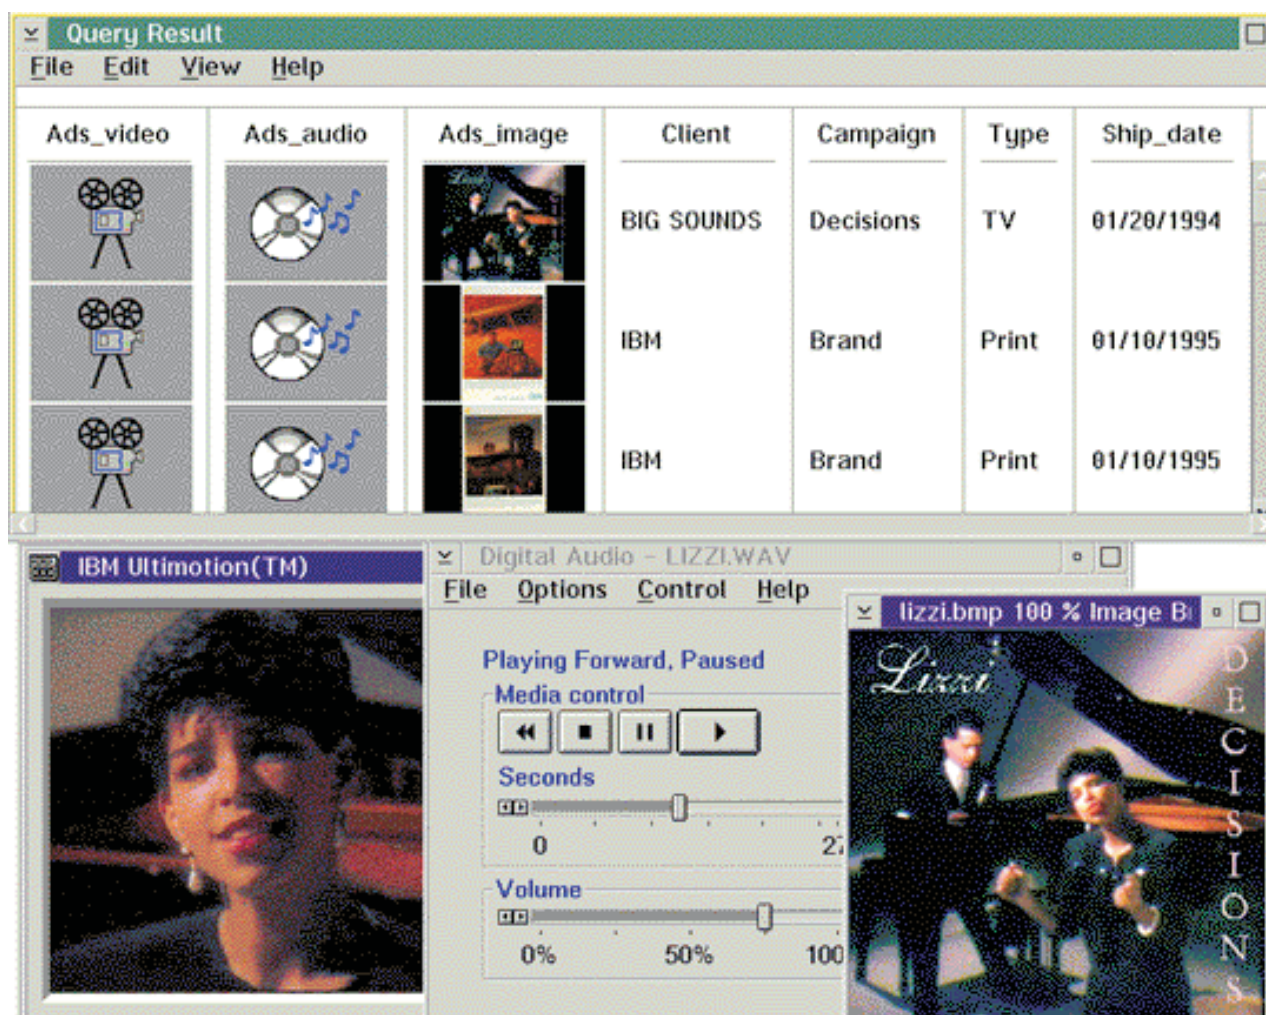 Query Result
File Edit View Help
Ads_video Ads_audio Ads_image Client Campaign Type Ship_date
Lizzi
BIG SOUNDS Decisions TV 01/20/1994
IBM Brand Print 01/10/1995
IBM Brand Print 01/10/1995
IBM Ultimotion(TM)
Digital Audio - LIZZI.WAV
File Options Control Help
Playing Forward, Paused
Media control
Seconds
0 27
Volume
0% 50% 100
lizzi.bmp 100 % Image
Lizzi
DECISIONS